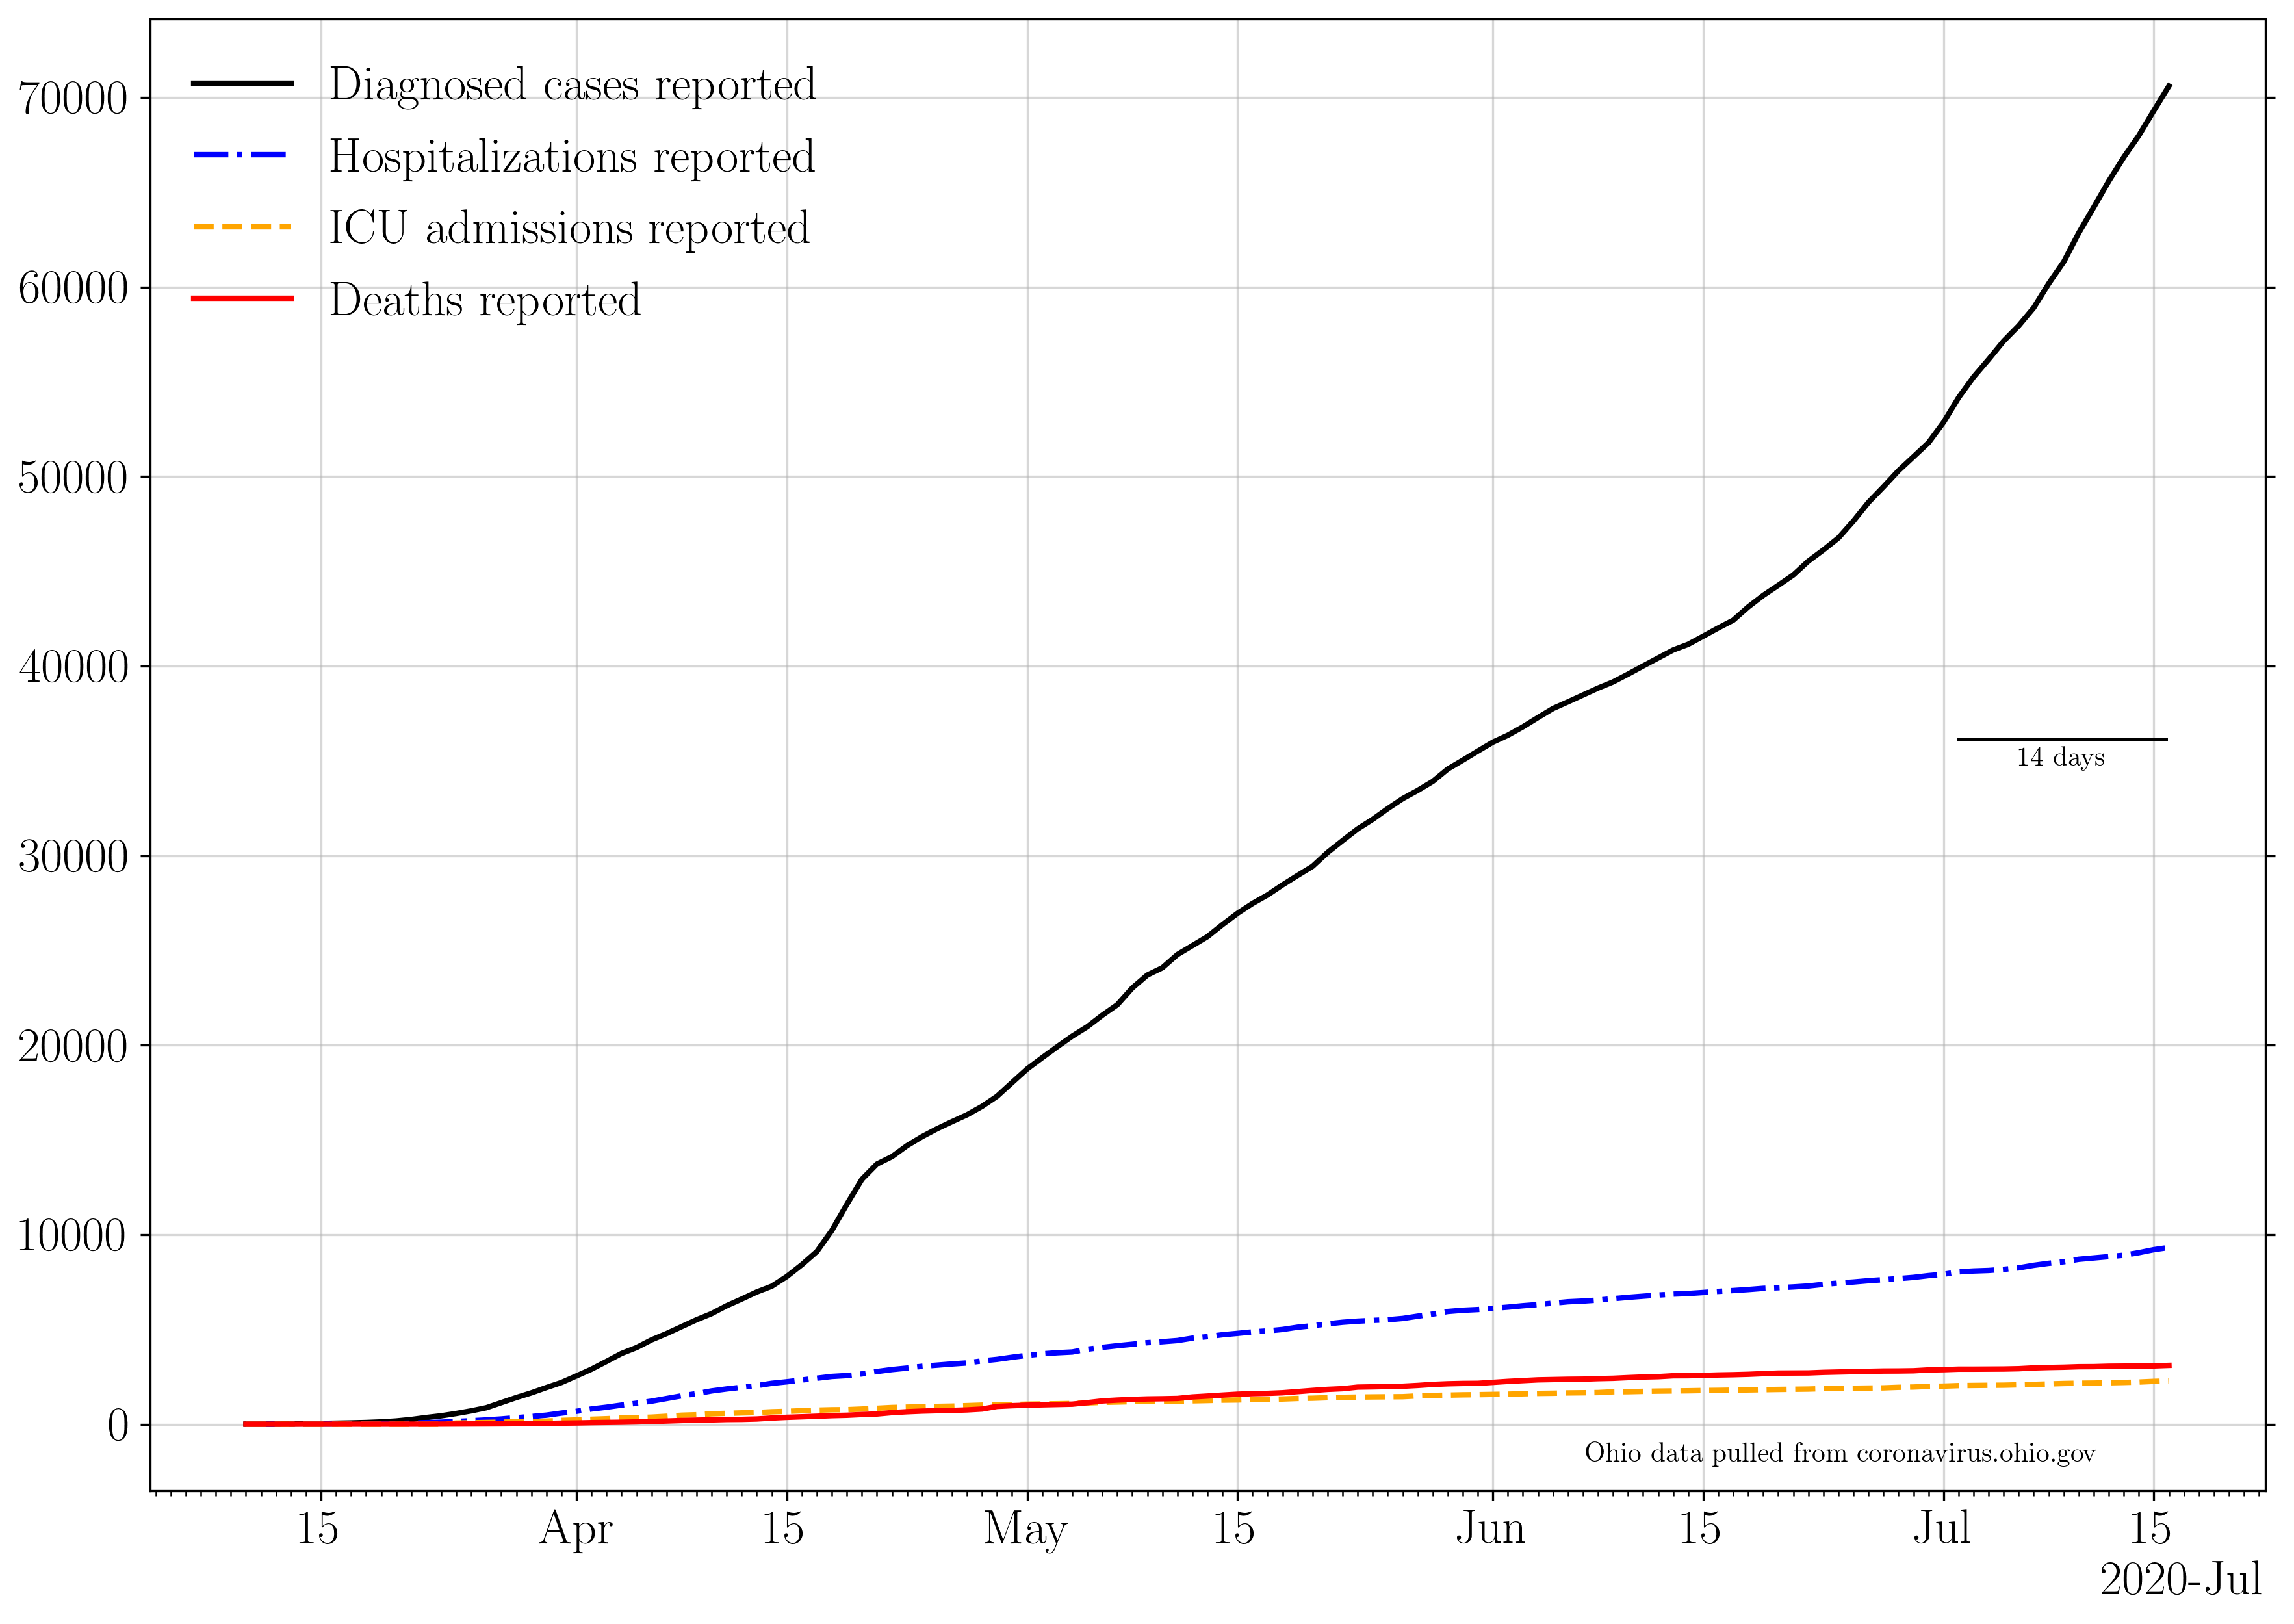 70000
60000
50000
40000
30000
20000
10000
0
Diagnosed cases reported
Hospitalizations reported
ICU admissions reported
Deaths reported
14 days
Ohio data pulled from coronavirus.ohio.gov
15 Apr 15 May 15 Jun 15 Jul 15
2020-Jul